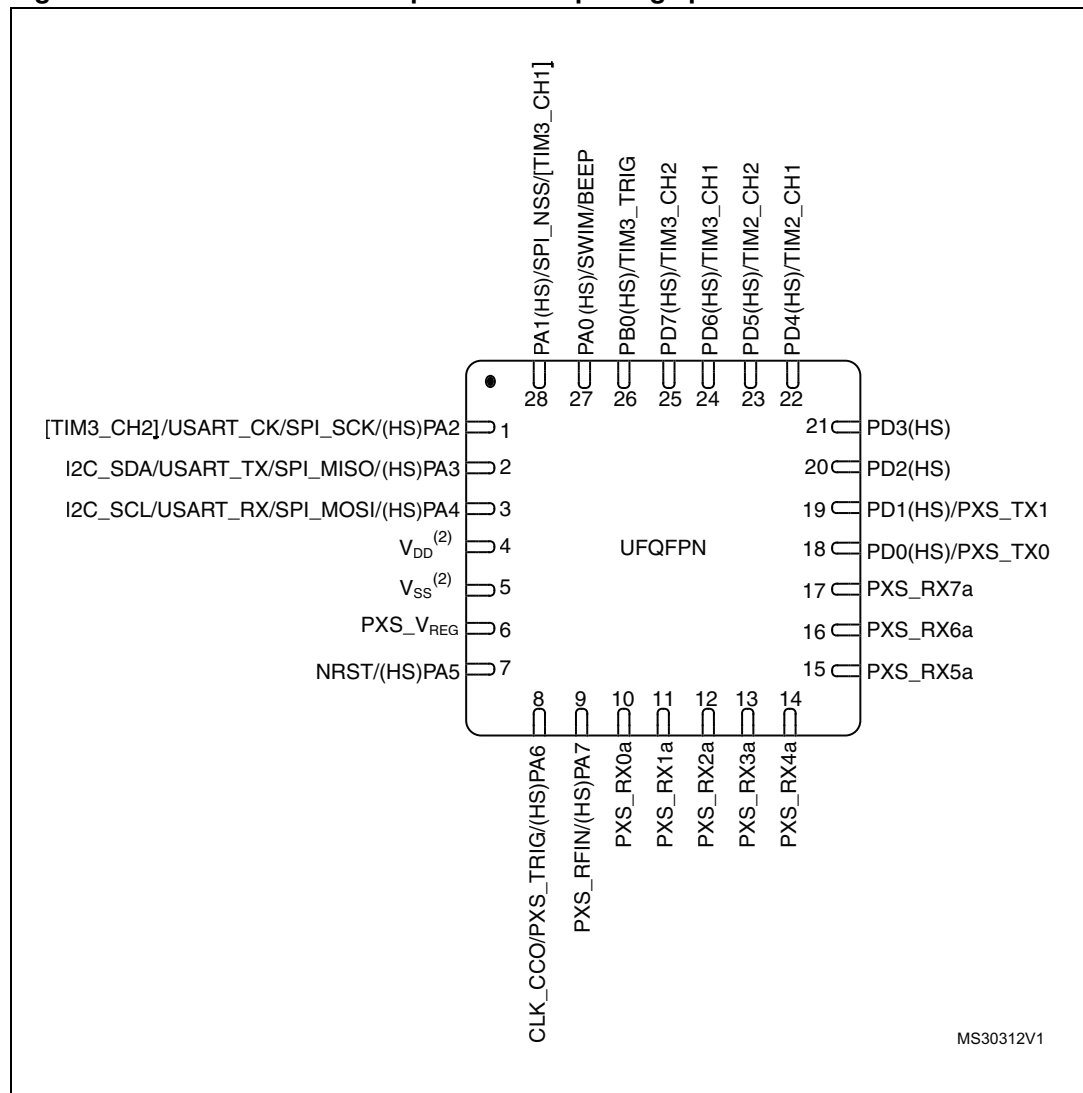 PA1(HS)/SPI_NSS/[TIM3_CH1]
PA0(HS)/SWIM/BEEP
PB0(HS)/TIM3_TRIG
PD7(HS)/TIM3_CH2
PD6(HS)/TIM3_CH1
PD5(HS)/TIM2_CH2
PD4(HS)/TIM2_CH1
28 27 26 25 24 23 22
[TIM3_CH2]/USART_CK/SPI_SCK/(HS)PA2 1
I2C_SDA/USART_TX/SPI_MISO/(HS)PA3 2
I2C_SCL/USART_RX/SPI_MOSI/(HS)PA4 3
VDD(2) 4
VSS(2) 5
PXS_VREG 6
NRST/(HS)PA5 7
UFQFPN
21 PD3(HS)
20 PD2(HS)
19 PD1(HS)/PXS_TX1
18 PD0(HS)/PXS_TX0
17 PXS_RX7a
16 PXS_RX6a
15 PXS_RX5a
8 9 10 11 12 13 14
CLK_CCO/PXS_TRIG/(HS)PA6
PXS_RFIN/(HS)PA7
PXS_RX0a
PXS_RX1a
PXS_RX2a
PXS_RX3a
PXS_RX4a
MS30312V1